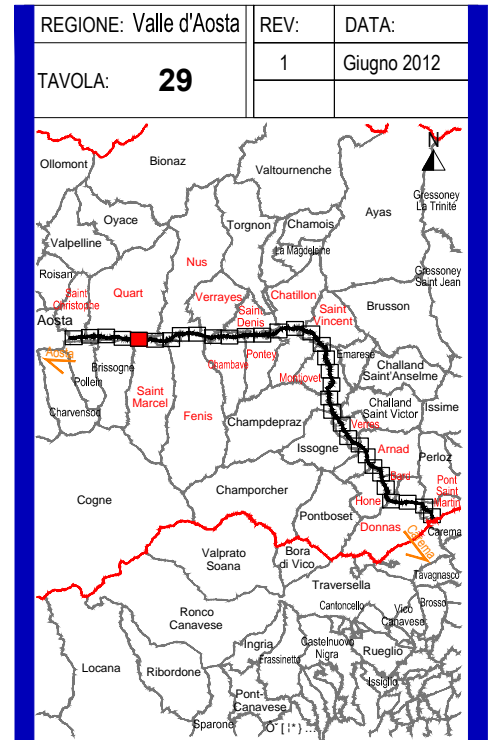 REGIONE: Valle d'Aosta
REV:
DATA:
1
Giugno 2012
TAVOLA: 29
N
Ollomont
Bionaz
Valtournenche
Ayas
Gressoney
La Trinité
Oyace
Torgnon
Chamois
Valpelline
La Magdeleine
Nus
Roisan
Gressoney
Saint Jean
Saint
Christophe
Quart
Verrayes
Chatillon
Saint
Denis
Saint
Vincent
Brusson
Aosta
Aosta
Brissogne
Chambave
Pontey
Emarese
Pollein
Montjovet
Challand
Saint'Anselme
Saint
Marcel
Charvensod
Fenis
Champdepraz
Challand
Saint Victor
Issime
Verres
Issogne
Arnad
Perloz
Bard
Pont
Saint
Martin
Cogne
Champorcher
Hone
Pontboset
Donnas
Carema
Carema
Valprato
Soana
Bora
di Vico
Tavagnasco
Traversella
Ronco
Canavese
Cantoncello
Vico
Canavese
Brosso
Ingria
Castelnuovo
Nigra
Rueglio
Frassinetto
Locana
Ribordone
Issiglio
Pont-
Canavese
Sparone